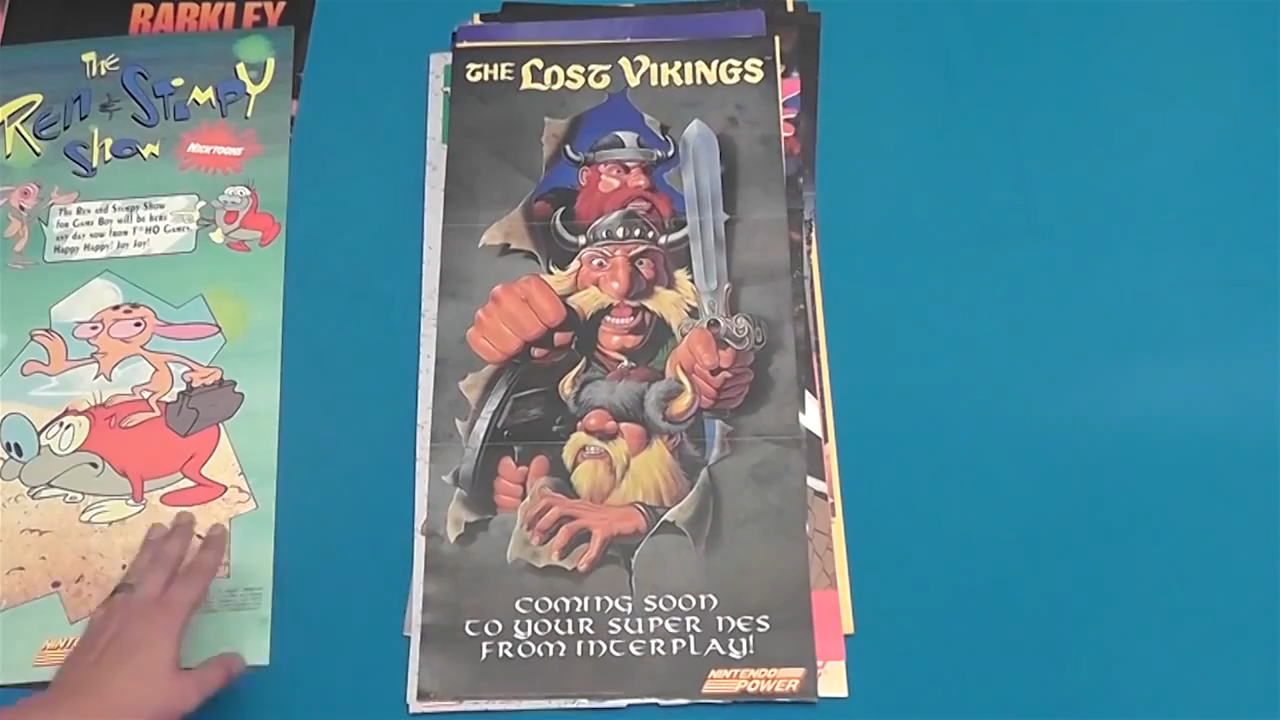 BARKLEY
THE
Ren & Stimpy
Show
NICKTOONS
The Ren and Stimpy Show
for Game Boy will be here
any day now from T*HQ Games.
Happy Happy! Joy Joy!
THE LOST VIKINGS
COMING SOON
TO YOUR SUPER NES
FROM INTERPLAY!
NINTENDO
POWER